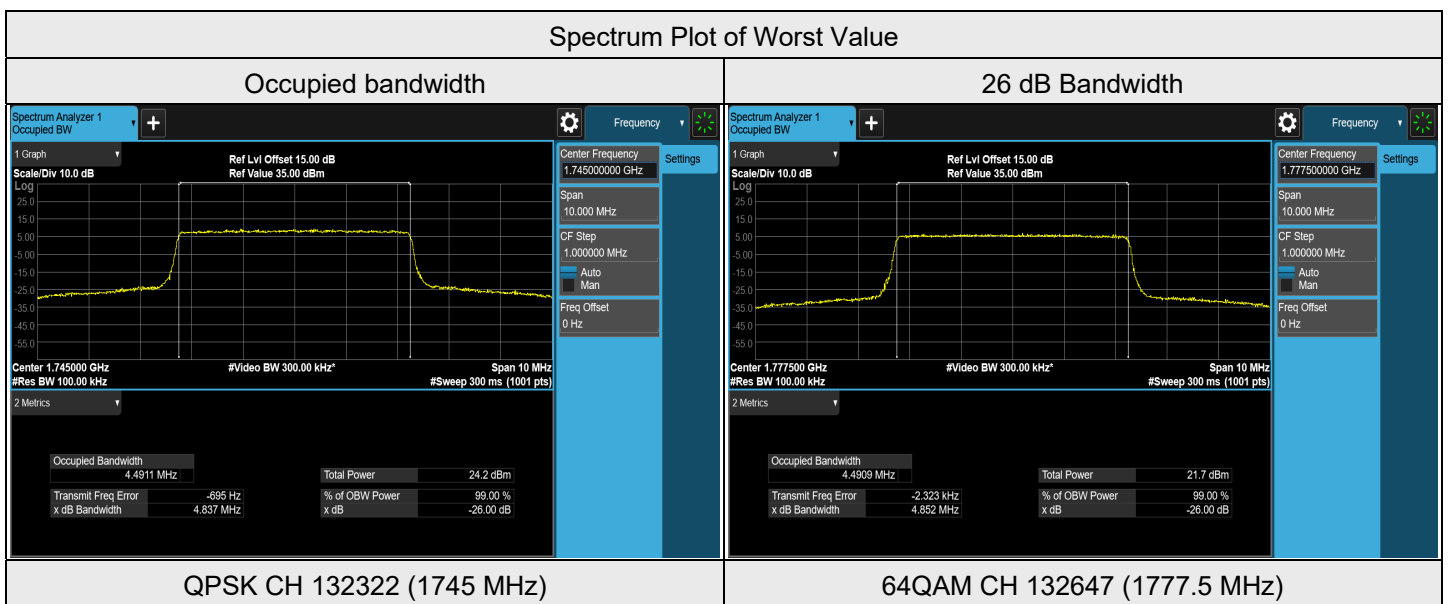 Spectrum Plot of Worst Value
Occupied bandwidth
26 dB Bandwidth
Spectrum Analyzer 1
Occupied BW
Frequency
1 Graph
Ref Lvl Offset 15.00 dB
Scale/Div 10.0 dB
Ref Value 35.00 dBm
Log
25.0
15.0
5.00
-5.00
-15.0
-25.0
-35.0
-45.0
-55.0
Center 1.745000 GHz
#Video BW 300.00 kHz*
Span 10 MHz
#Res BW 100.00 kHz
#Sweep 300 ms (1001 pts)
Center Frequency
Settings
1.745000000 GHz
Span
10.000 MHz
CF Step
1.000000 MHz
Auto
Man
Freq Offset
0 Hz
2 Metrics
Occupied Bandwidth
4.4911 MHz
Total Power 24.2 dBm
Transmit Freq Error -695 Hz
% of OBW Power 99.00 %
x dB Bandwidth 4.837 MHz
x dB -26.00 dB
Spectrum Analyzer 1
Occupied BW
Frequency
1 Graph
Ref Lvl Offset 15.00 dB
Scale/Div 10.0 dB
Ref Value 35.00 dBm
Log
25.0
15.0
5.00
-5.00
-15.0
-25.0
-35.0
-45.0
-55.0
Center 1.777500 GHz
#Video BW 300.00 kHz*
Span 10 MHz
#Res BW 100.00 kHz
#Sweep 300 ms (1001 pts)
Center Frequency
Settings
1.777500000 GHz
Span
10.000 MHz
CF Step
1.000000 MHz
Auto
Man
Freq Offset
0 Hz
2 Metrics
Occupied Bandwidth
4.4909 MHz
Total Power 21.7 dBm
Transmit Freq Error -2.323 kHz
% of OBW Power 99.00 %
x dB Bandwidth 4.852 MHz
x dB -26.00 dB
QPSK CH 132322 (1745 MHz)
64QAM CH 132647 (1777.5 MHz)